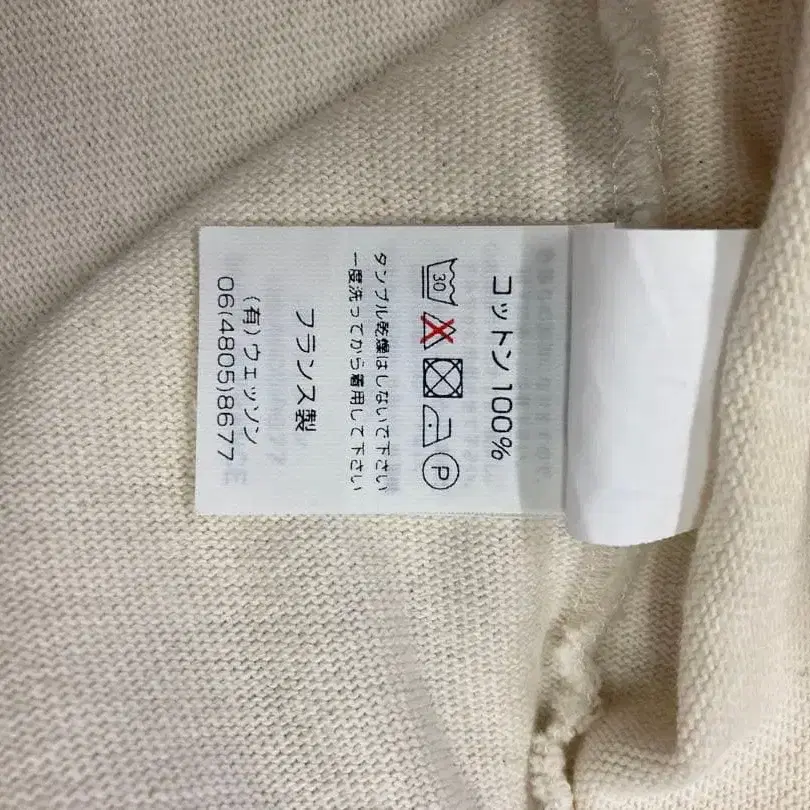 コットン100%
30 P
タンブル乾燥はしないで下さい
一度洗ってから着用して下さい
フランス製
(有)ウェッソン
06(4805)8677